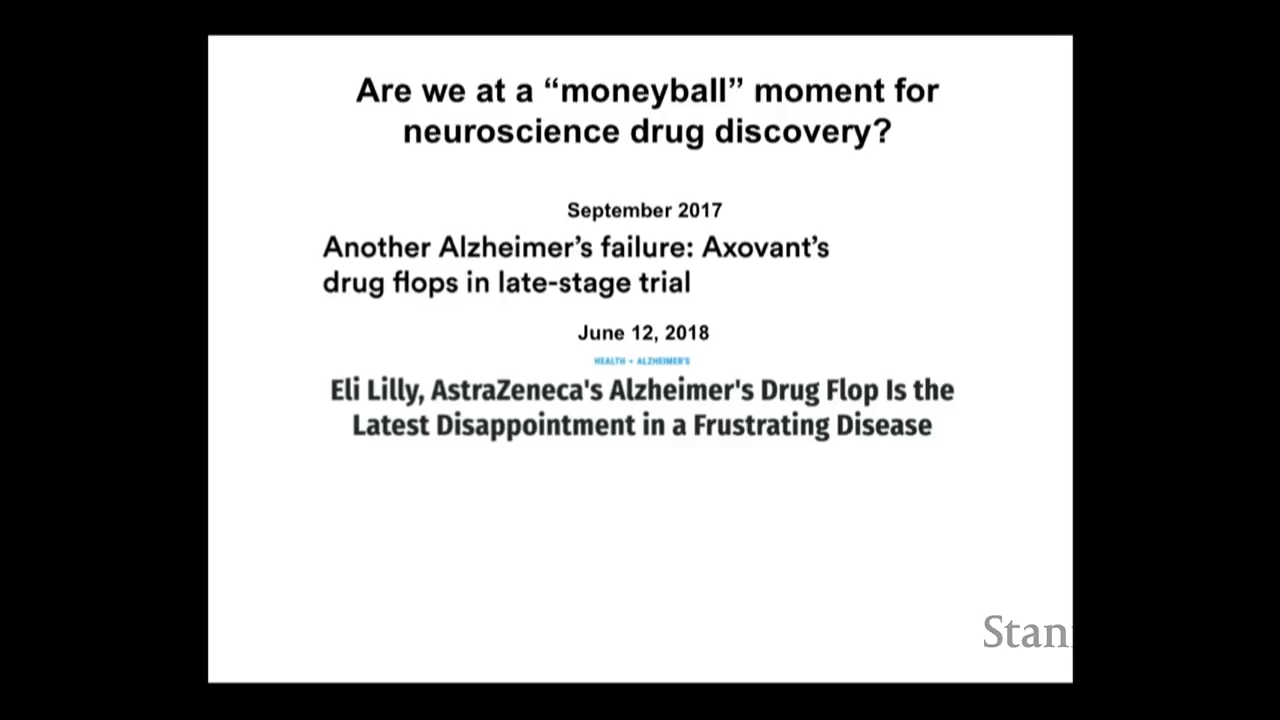 Are we at a “moneyball” moment for
neuroscience drug discovery?
September 2017
Another Alzheimer’s failure: Axovant’s
drug flops in late-stage trial
June 12, 2018
HEALTH • ALZHEIMER'S
Eli Lilly, AstraZeneca's Alzheimer's Drug Flop Is the
Latest Disappointment in a Frustrating Disease